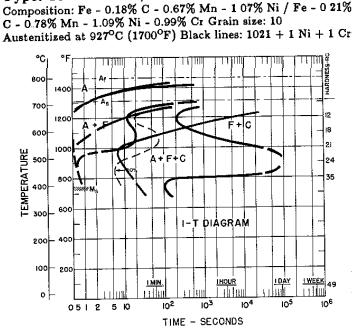 Composition: Fe - 0.18% C - 0.67% Mn - 1 07% Ni / Fe - 0 21%
C - 0.78% Mn - 1.09% Ni - 0.99% Cr Grain size: 10
Austenitized at 927°C (1700°F) Black lines: 1021 + 1 Ni + 1 Cr
°C °F
HARDNESS-RC
800 1400 A Af
700 1200 As
600 1000 A + F F + C
500 800 A + F + C
400 600 Ms 50%
300 400 I-T DIAGRAM
200
100 200
0
12
18
21
24
35
49
1 MIN. 1 HOUR 1 DAY 1 WEEK
0 5 1 2 5 10 10² 10³ 10⁴ 10⁵ 10⁶
TEMPERATURE
TIME - SECONDS